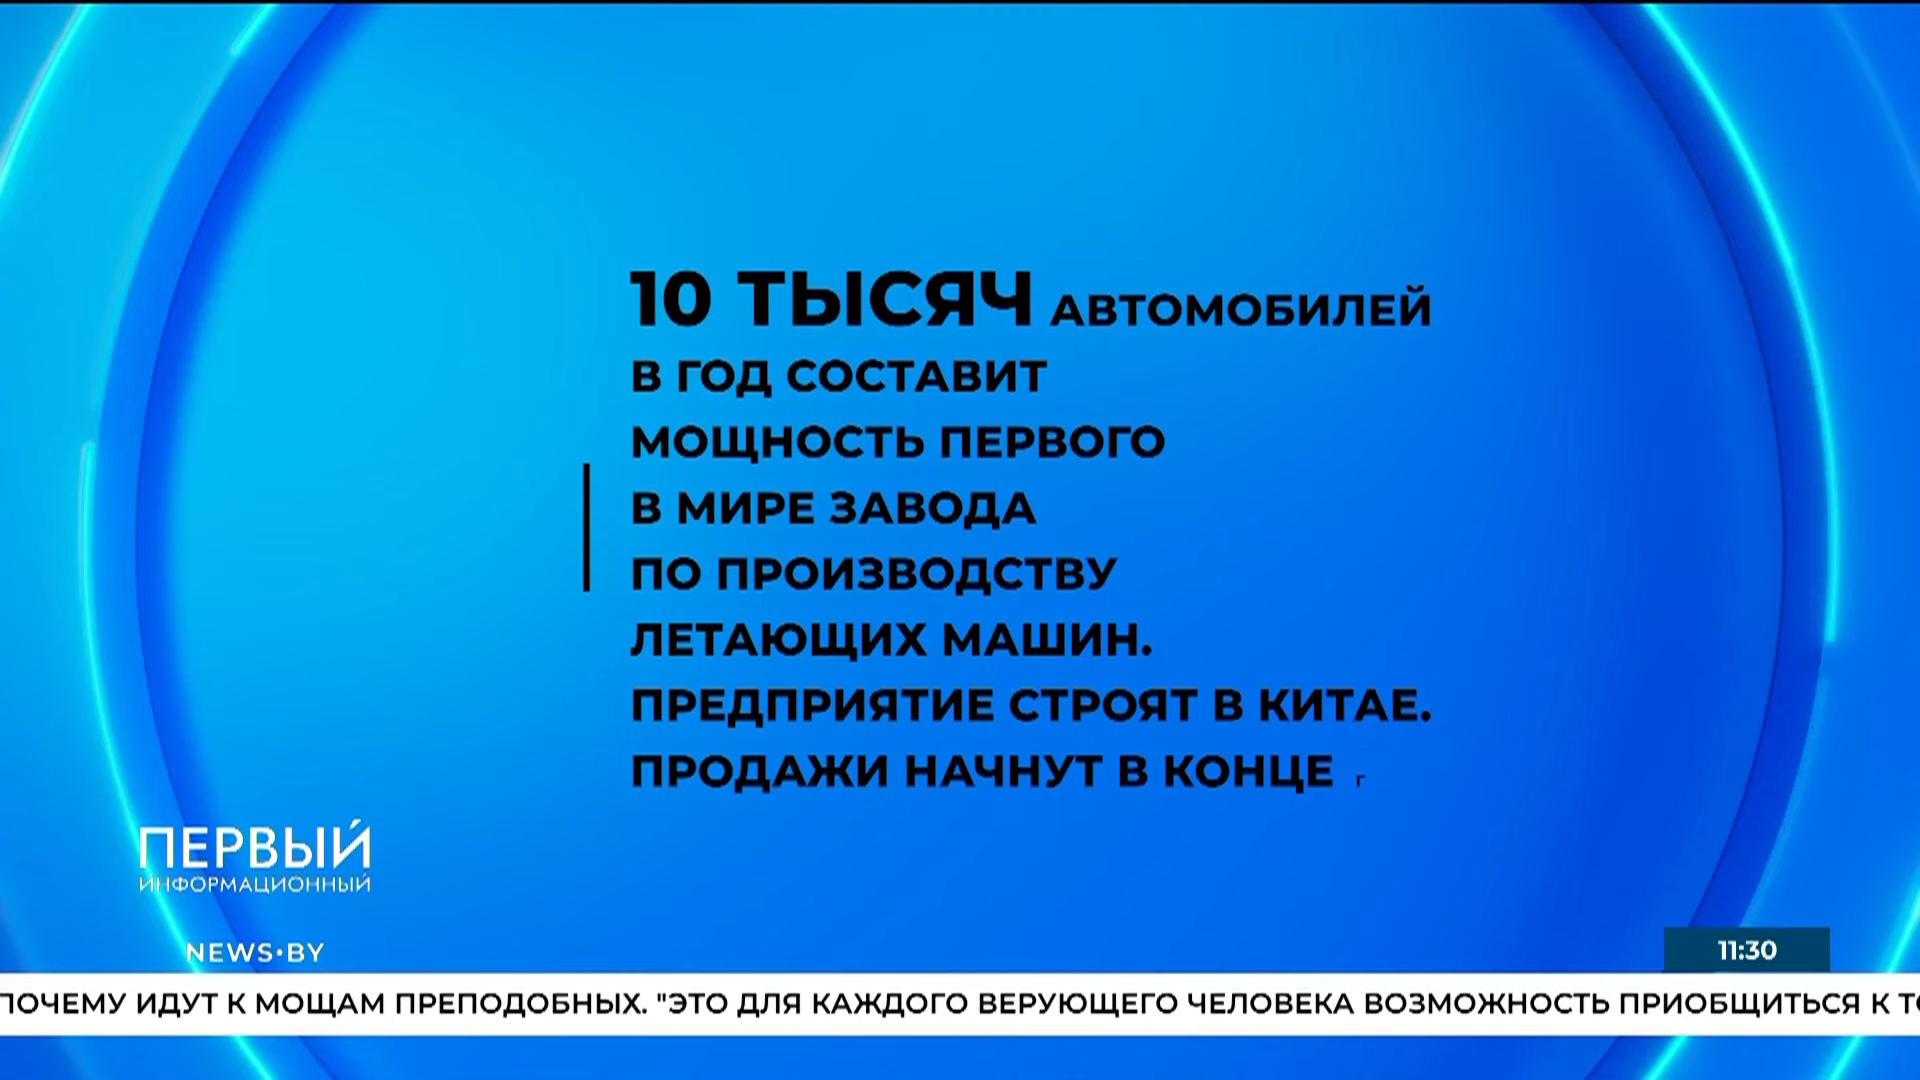 10 ТЫСЯЧ АВТОМОБИЛЕЙ
В ГОД СОСТАВИТ
МОЩНОСТЬ ПЕРВОГО
В МИРЕ ЗАВОДА
ПО ПРОИЗВОДСТВУ
ЛЕТАЮЩИХ МАШИН.
ПРЕДПРИЯТИЕ СТРОЯТ В КИТАЕ.
ПРОДАЖИ НАЧНУТ В КОНЦЕ Г
ПЕРВЫЙ
ИНФОРМАЦИОННЫЙ
NEWS•BY
11:30
ПОЧЕМУ ИДУТ К МОЩАМ ПРЕПОДОБНЫХ. "ЭТО ДЛЯ КАЖДОГО ВЕРУЮЩЕГО ЧЕЛОВЕКА ВОЗМОЖНОСТЬ ПРИОБЩИТЬСЯ К